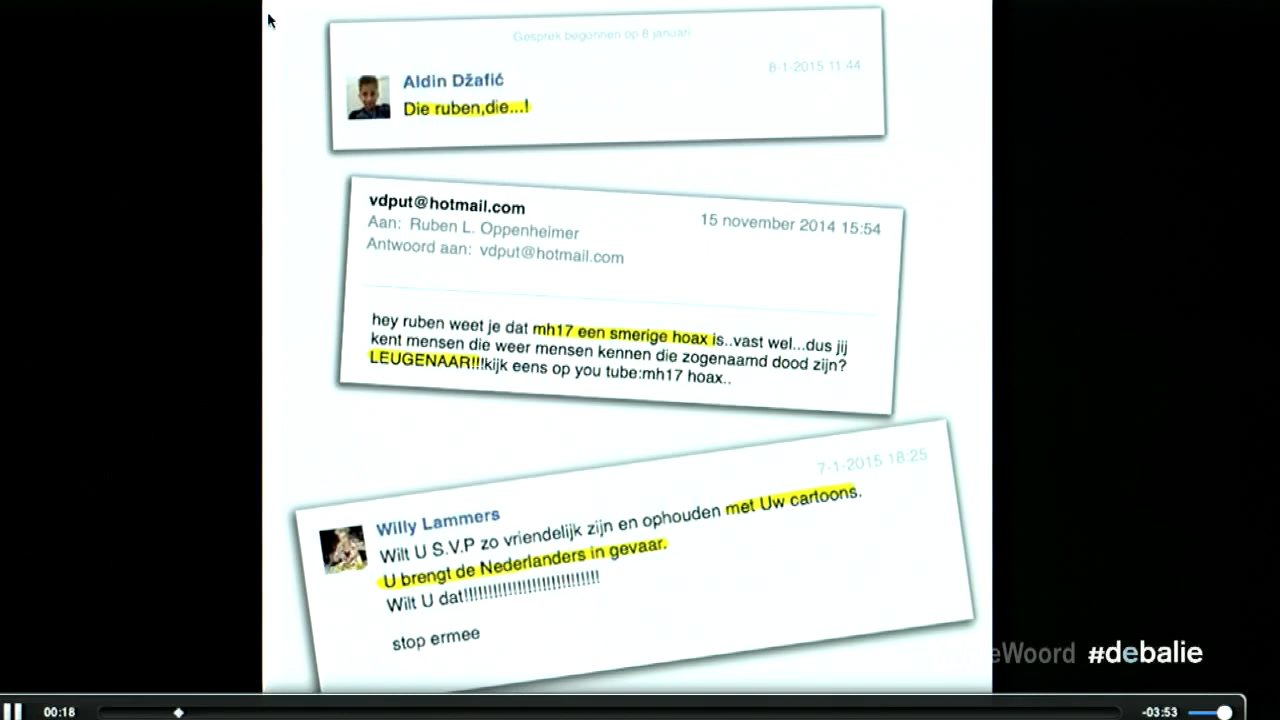 Gesprek begonnen op 8 januari
8-1-2015 11:44
Aldin Džafić
Die ruben,die...!
vdput@hotmail.com
15 november 2014 15:54
Aan: Ruben L. Oppenheimer
Antwoord aan: vdput@hotmail.com
hey ruben weet je dat mh17 een smerige hoax is..vast wel...dus jij
kent mensen die weer mensen kennen die zogenaamd dood zijn?
LEUGENAAR!!!kijk eens op you tube:mh17 hoax..
7-1-2015 18:25
Willy Lammers
Wilt U S.V.P zo vriendelijk zijn en ophouden met Uw cartoons.
U brengt de Nederlanders in gevaar.
Wilt U dat!!!!!!!!!!!!!!!!!!!!!!!!!!!!
stop ermee
eWoord #debalie
00:18
-03:53